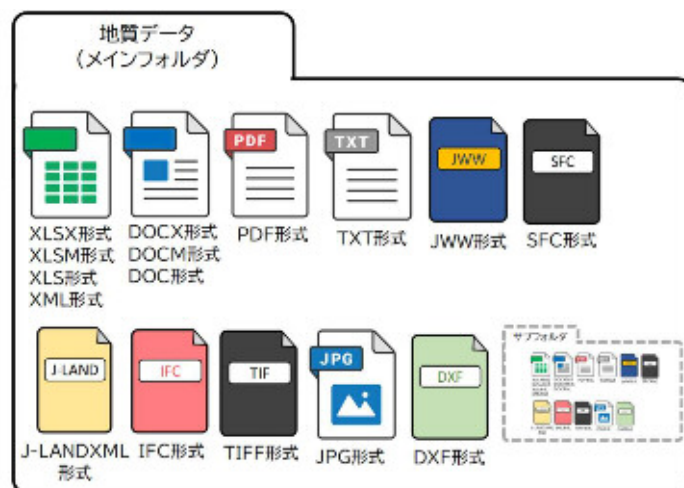 地質データ
（メインフォルダ）
PDF
TXT
JWW
SFC
XLSX形式
XLSM形式
XLS形式
XML形式
DOCX形式
DOCM形式
DOC形式
PDF形式
TXT形式
JWW形式
SFC形式
J-LAND
IFC
TIF
JPG
DXF
J-LANDXML
形式
IFC形式
TIFF形式
JPG形式
DXF形式
サブフォルダ